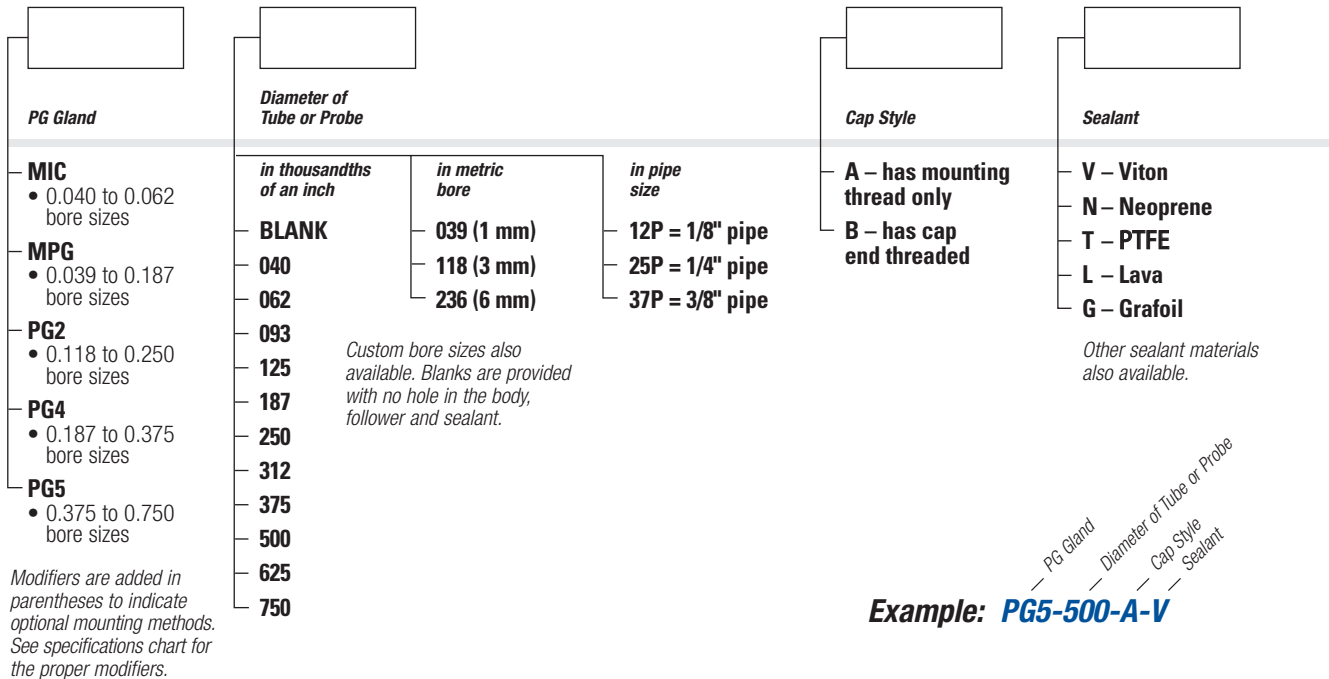 PG Gland
MIC
• 0.040 to 0.062
bore sizes
MPG
• 0.039 to 0.187
bore sizes
PG2
• 0.118 to 0.250
bore sizes
PG4
• 0.187 to 0.375
bore sizes
PG5
• 0.375 to 0.750
bore sizes
Modifiers are added in
parentheses to indicate
optional mounting methods.
See specifications chart for
the proper modifiers.
Diameter of
Tube or Probe
in thousandths
of an inch
BLANK
040
062
093
125
187
250
312
375
500
625
750
in metric
bore
039 (1 mm)
118 (3 mm)
236 (6 mm)
in pipe
size
12P = 1/8" pipe
25P = 1/4" pipe
37P = 3/8" pipe
Custom bore sizes also
available. Blanks are provided
with no hole in the body,
follower and sealant.
Cap Style
A – has mounting
thread only
B – has cap
end threaded
Sealant
V – Viton
N – Neoprene
T – PTFE
L – Lava
G – Grafoil
Other sealant materials
also available.
PG Gland
Diameter of Tube or Probe
Cap Style
Sealant
Example: PG5-500-A-V